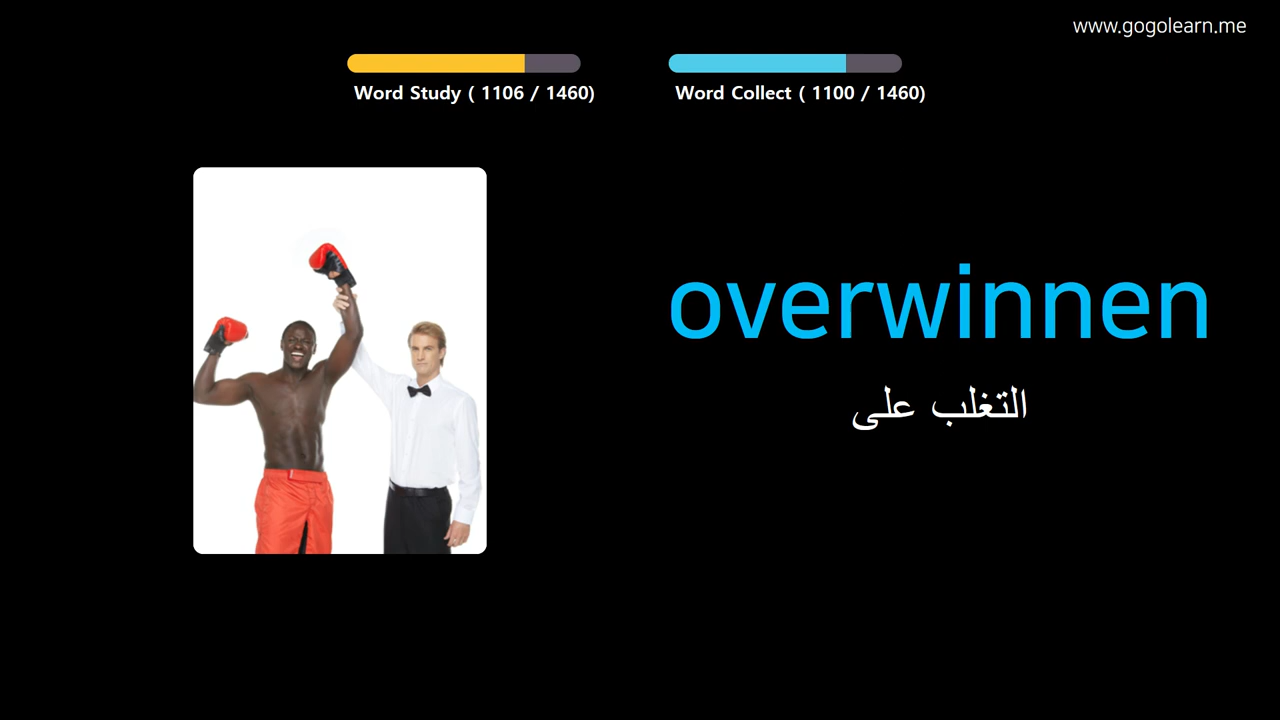 www.gogolearn.me
Word Study ( 1106 / 1460)
Word Collect ( 1100 / 1460)
overwinnen
التغلب على